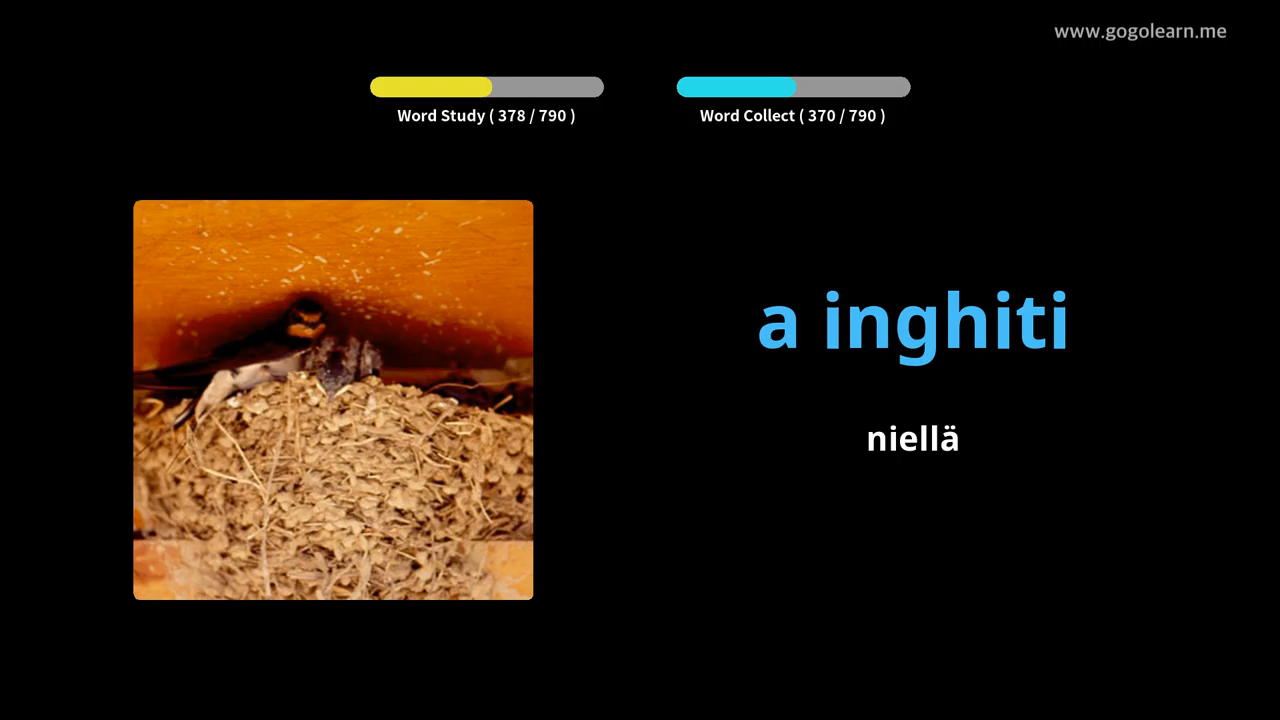 www.gogolearn.me
Word Study ( 378 / 790 )
Word Collect ( 370 / 790 )
a inghiti
niellä